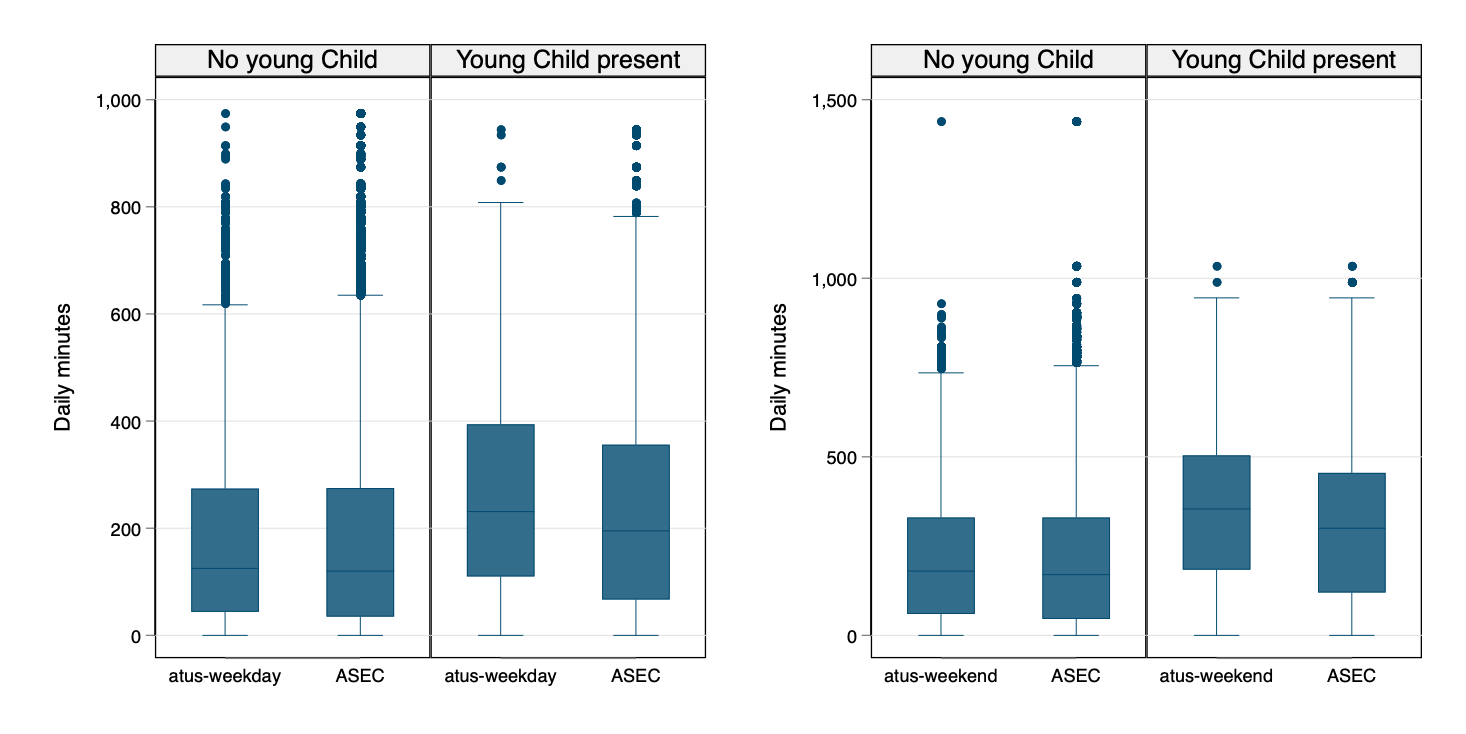 No young Child
Young Child present
Daily minutes
1,000
800
600
400
200
0
atus-weekday
ASEC
atus-weekday
ASEC
No young Child
Young Child present
Daily minutes
1,500
1,000
500
0
atus-weekend
ASEC
atus-weekend
ASEC